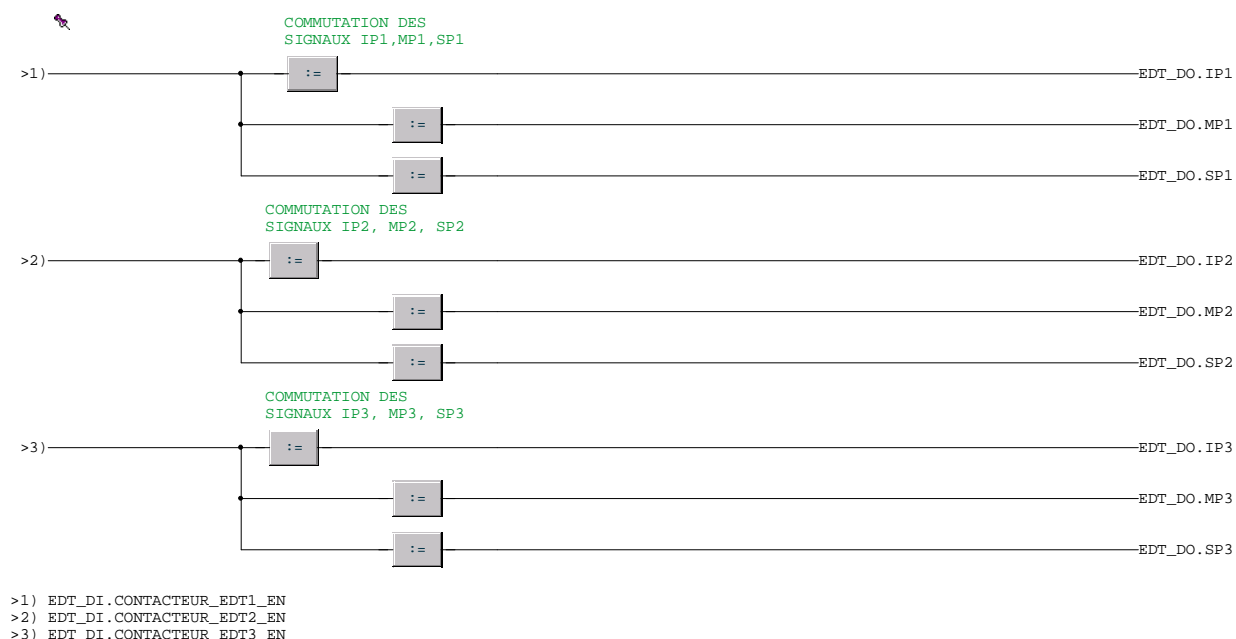 COMMUTATION DES
SIGNAUX IP1,MP1,SP1
>1) := EDT_DO.IP1
:= EDT_DO.MP1
:= EDT_DO.SP1
COMMUTATION DES
SIGNAUX IP2, MP2, SP2
>2) := EDT_DO.IP2
:= EDT_DO.MP2
:= EDT_DO.SP2
COMMUTATION DES
SIGNAUX IP3, MP3, SP3
>3) := EDT_DO.IP3
:= EDT_DO.MP3
:= EDT_DO.SP3
>1) EDT_DI.CONTACTEUR_EDT1_EN
>2) EDT_DI.CONTACTEUR_EDT2_EN
>3) EDT_DI.CONTACTEUR_EDT3_EN